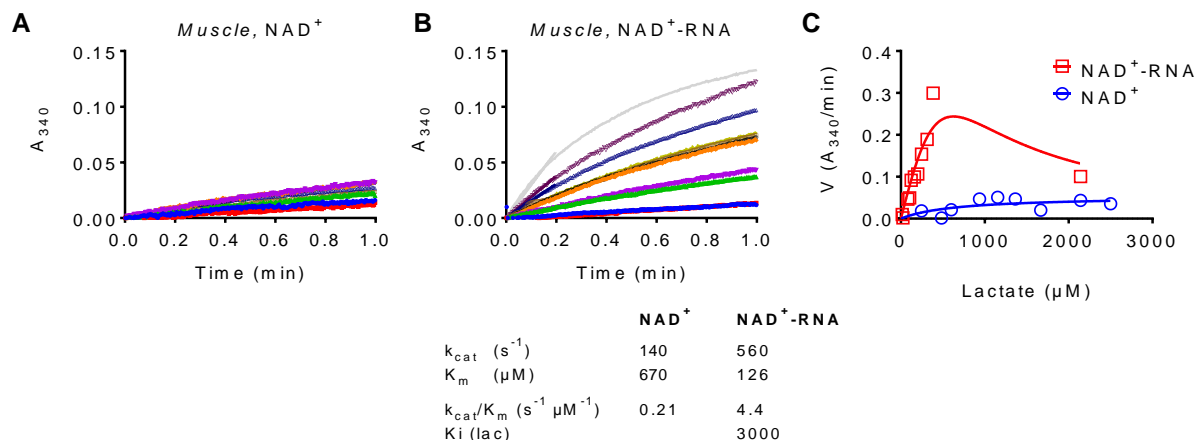 A
Muscle, NAD⁺
A₃₄₀
0.15
0.10
0.05
0.00
0.0 0.2 0.4 0.6 0.8 1.0
Time (min)
B
Muscle, NAD⁺-RNA
A₃₄₀
0.15
0.10
0.05
0.00
0.0 0.2 0.4 0.6 0.8 1.0
Time (min)
C
V (A₃₄₀/min)
0.4
0.3
0.2
0.1
0.0
0 1000 2000 3000
Lactate (µM)
NAD⁺-RNA
NAD⁺
NAD⁺ NAD⁺-RNA
kcat (s⁻¹) 140 560
Km (µM) 670 126
kcat/Km (s⁻¹ µM⁻¹) 0.21 4.4
Ki (lac) 3000